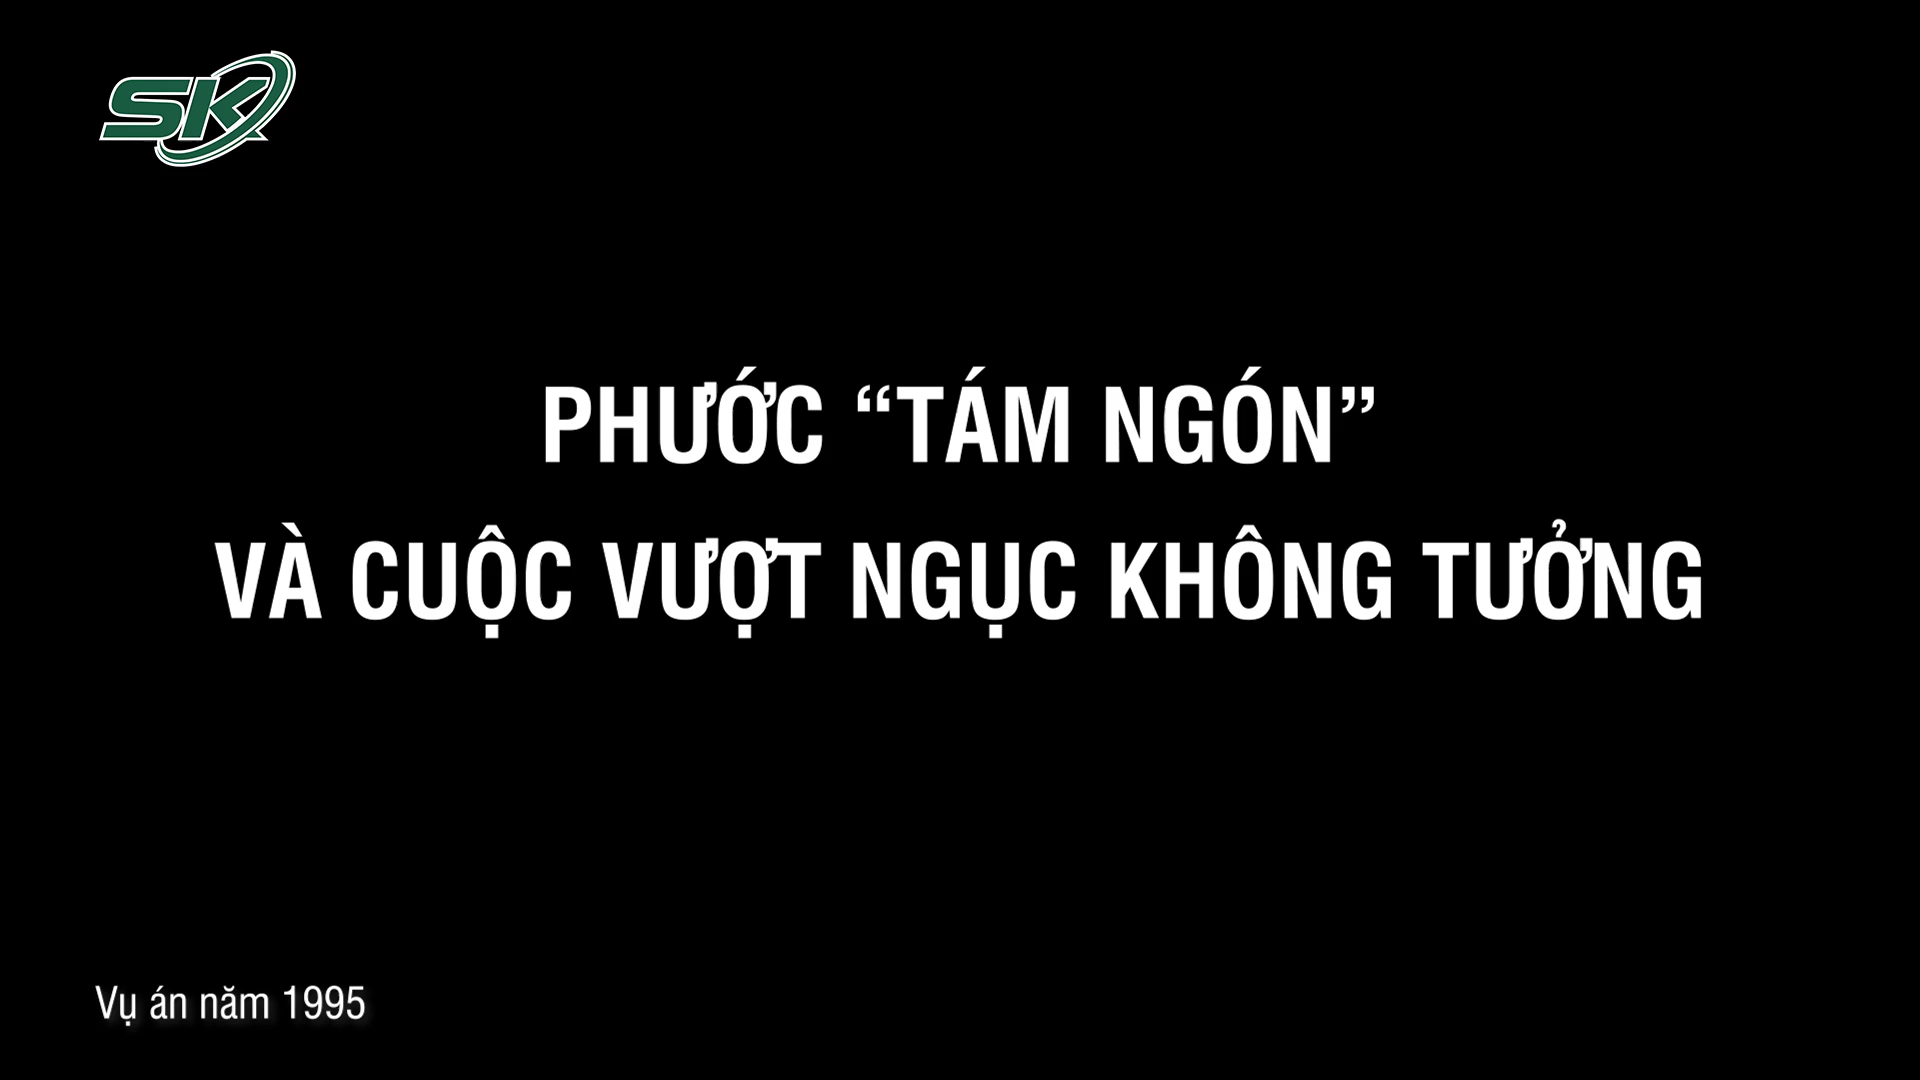 SK
PHƯỚC “TÁM NGÓN”
VÀ CUỘC VƯỢT NGỤC KHÔNG TƯỞNG
Vụ án năm 1995